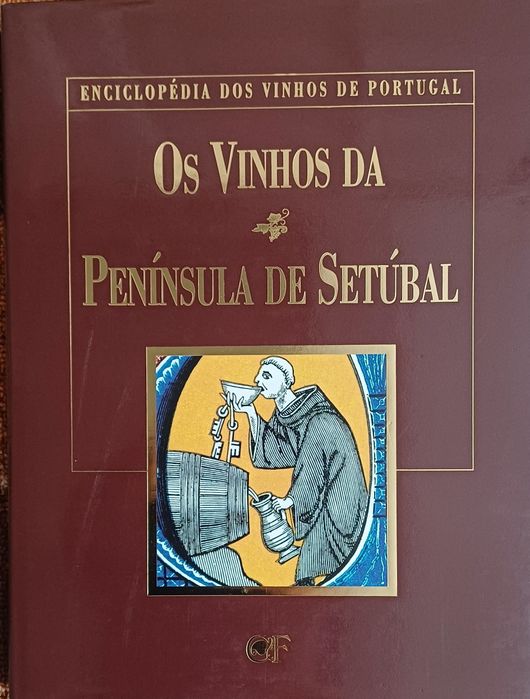 ENCICLOPÉDIA DOS VINHOS DE PORTUGAL
OS VINHOS DA
PENÍNSULA DE SETÚBAL
CF